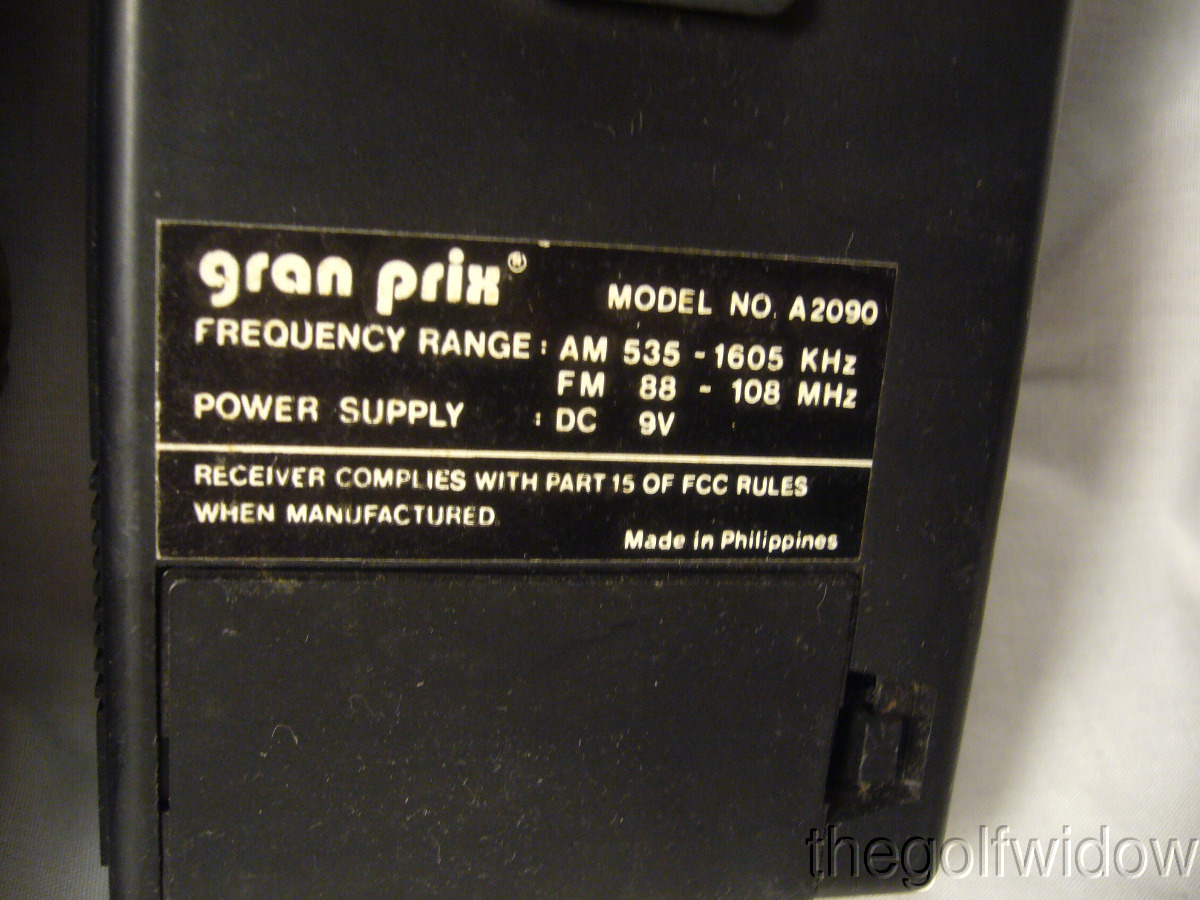 gran prix®
MODEL NO. A2090
FREQUENCY RANGE : AM 535 - 1605 KHz
FM 88 - 108 MHz
POWER SUPPLY : DC 9V
RECEIVER COMPLIES WITH PART 15 OF FCC RULES
WHEN MANUFACTURED
Made in Philippines
thegolfwidow